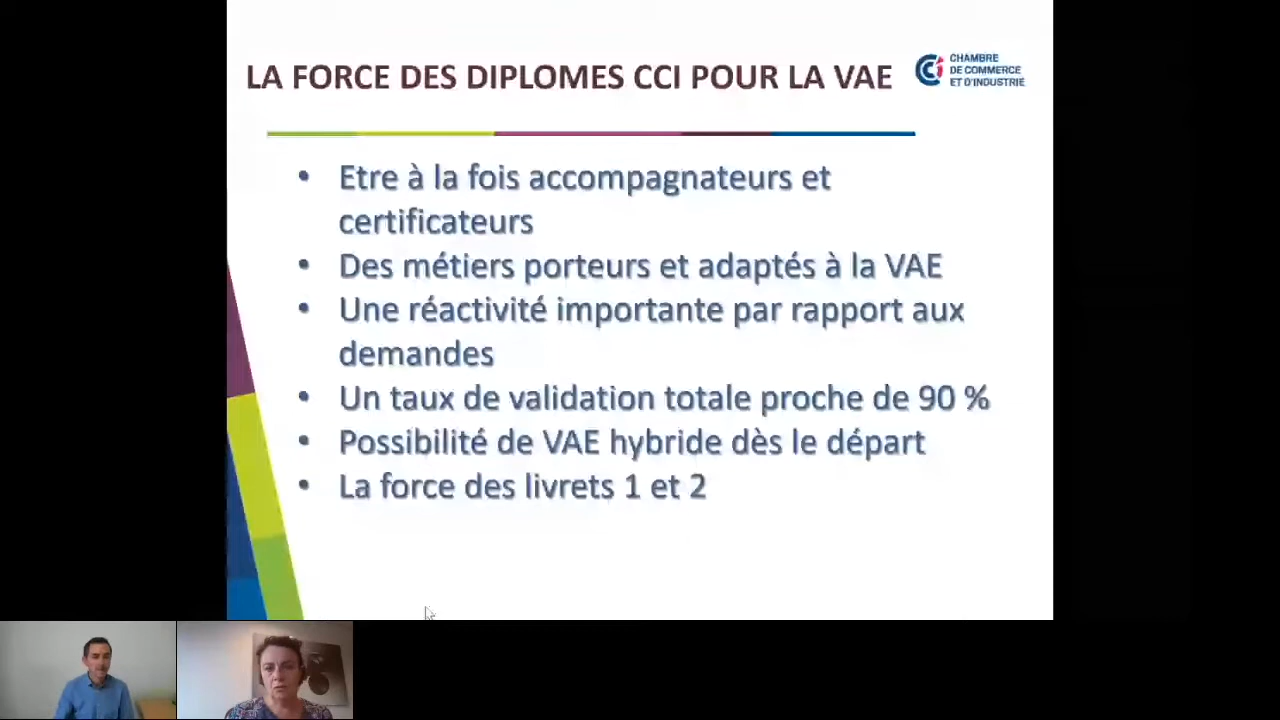 LA FORCE DES DIPLOMES CCI POUR LA VAE
CHAMBRE
DE COMMERCE
ET D'INDUSTRIE
• Etre à la fois accompagnateurs et
certificateurs
• Des métiers porteurs et adaptés à la VAE
• Une réactivité importante par rapport aux
demandes
• Un taux de validation totale proche de 90 %
• Possibilité de VAE hybride dès le départ
• La force des livrets 1 et 2